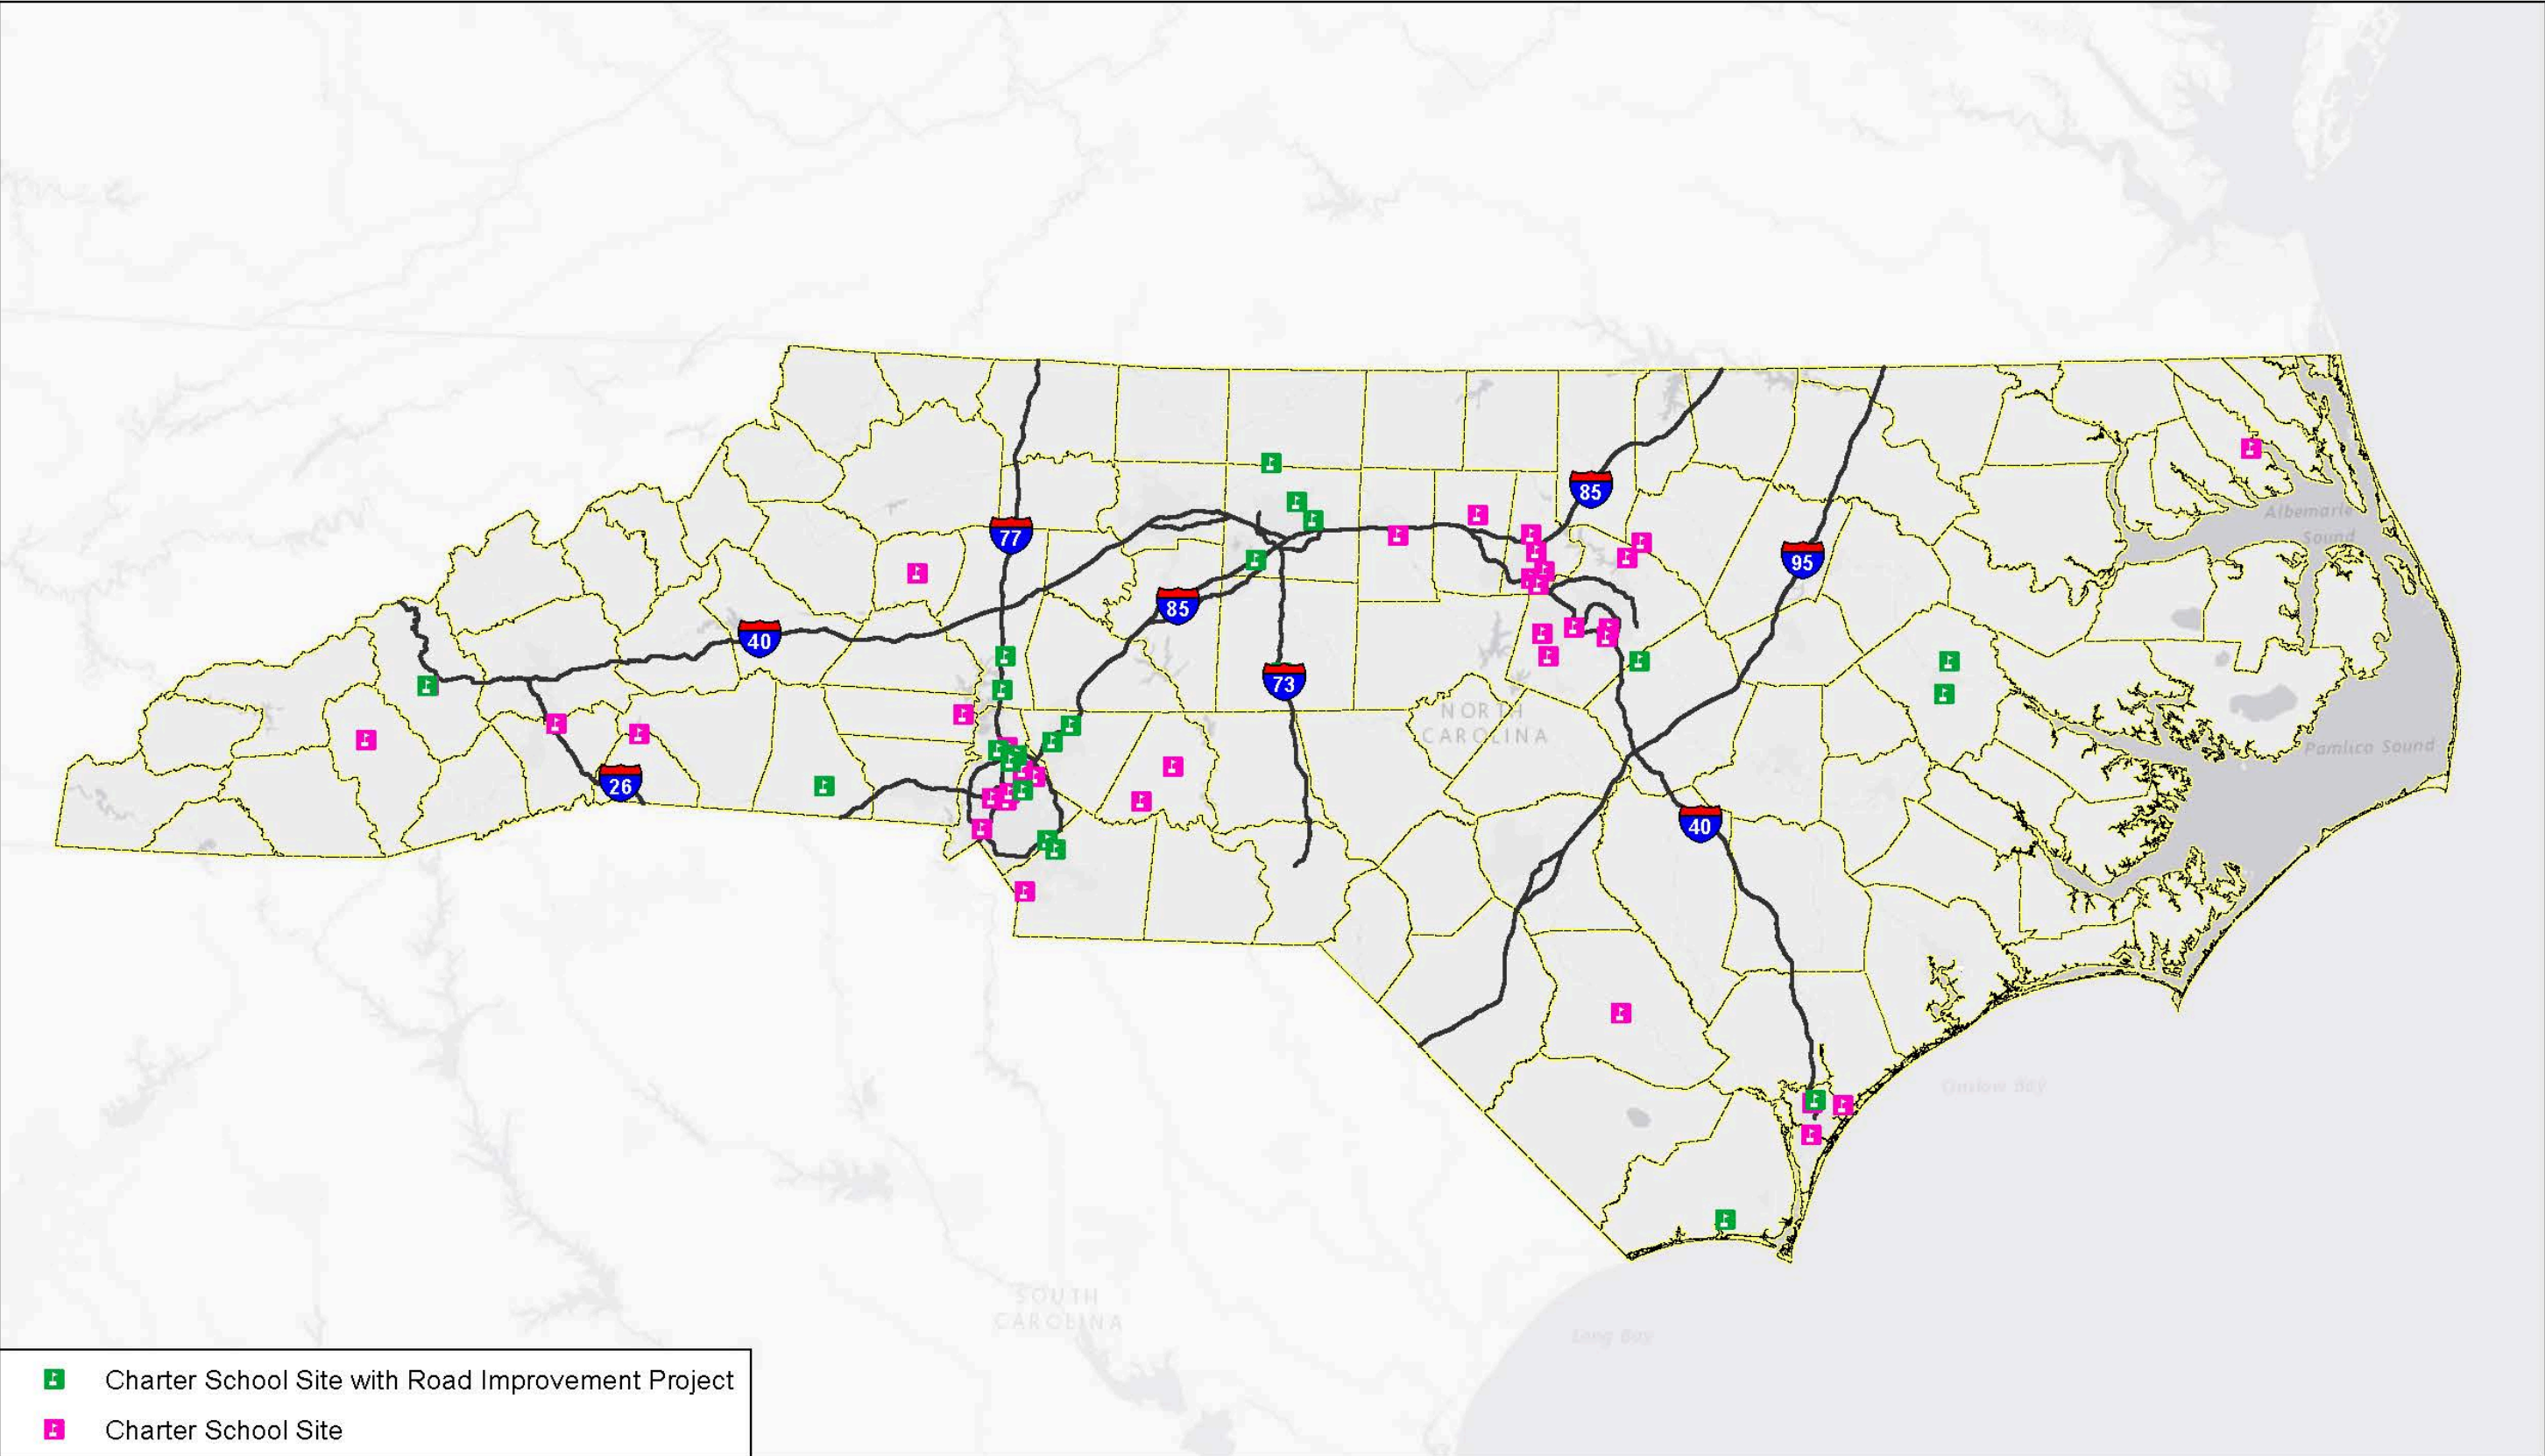 85
Albemarle
Sound
77
95
85
40
73
NORTH
CAROLINA
Pamlico Sound
26
40
Onslow Bay
SOUTH
CAROLINA
Long Bay
Charter School Site with Road Improvement Project
Charter School Site